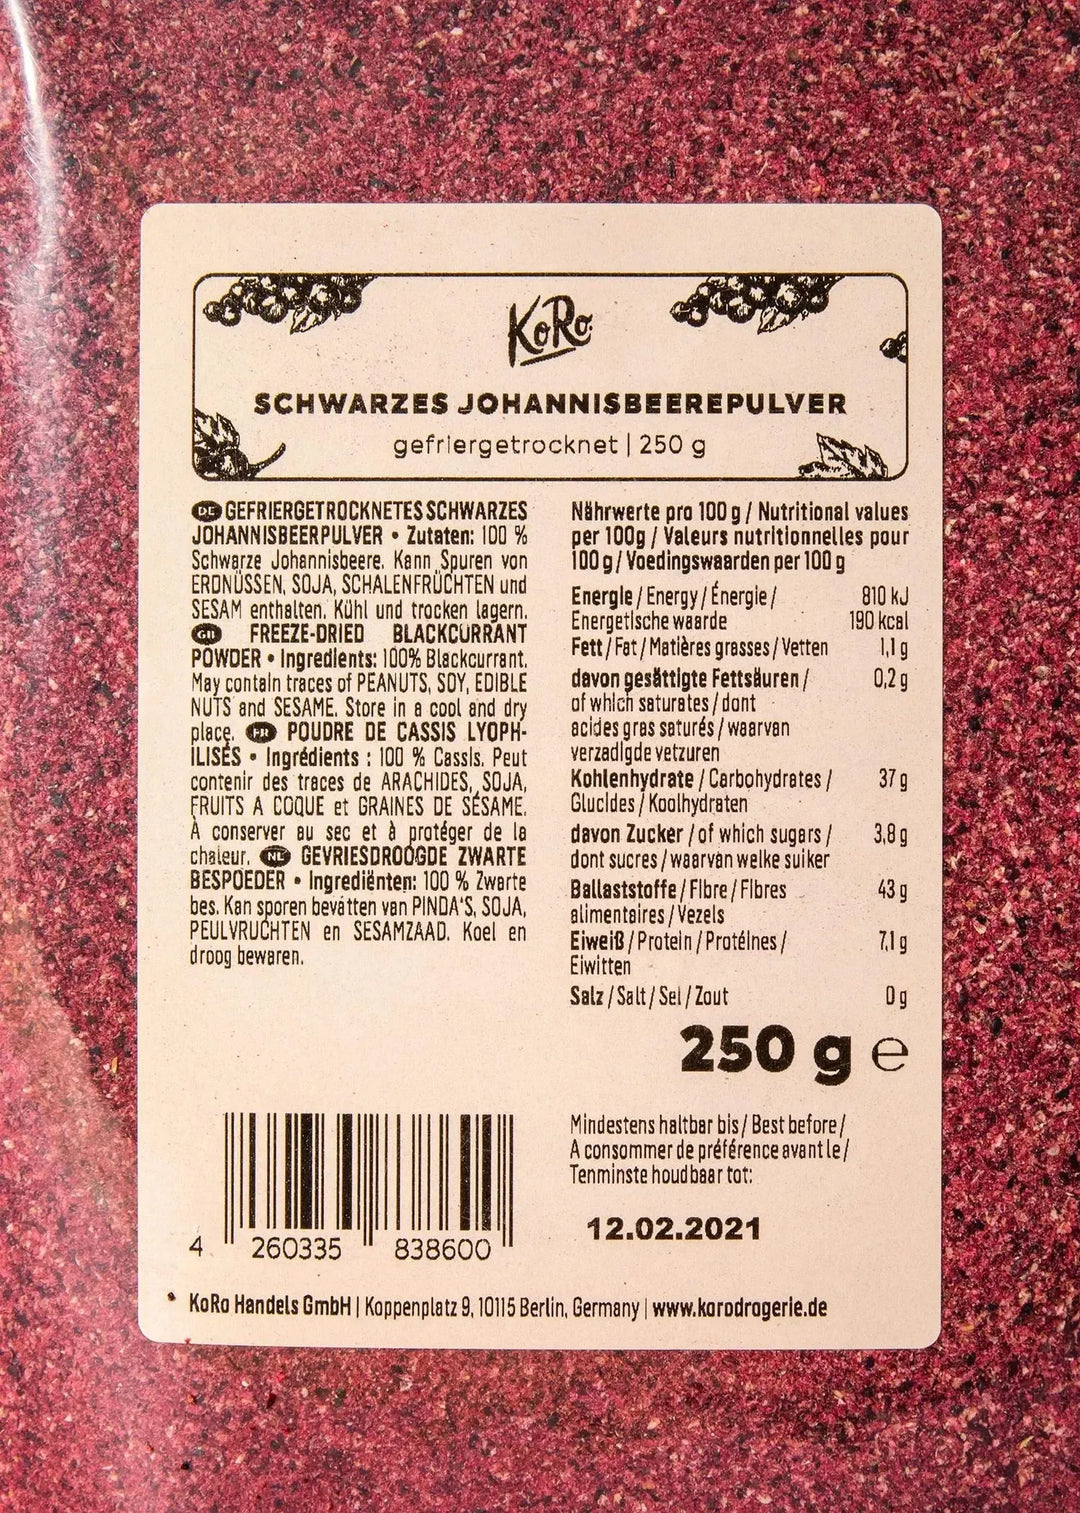 KoRo
SCHWARZES JOHANNISBEEREPULVER
gefriergetrocknet | 250 g
DE GEFRIERGETROCKNETES SCHWARZES
JOHANNISBEERPULVER • Zutaten: 100 %
Schwarze Johannisbeere. Kann Spuren von
ERDNÜSSEN, SOJA, SCHALENFRÜCHTEN und
SESAM enthalten. Kühl und trocken lagern.
GB FREEZE-DRIED BLACKCURRANT
POWDER • Ingredients: 100% Blackcurrant.
May contain traces of PEANUTS, SOY, EDIBLE
NUTS and SESAME. Store in a cool and dry
place. FR POUDRE DE CASSIS LYOPH-
ILISÉS • Ingrédients : 100 % Cassis. Peut
contenir des traces de ARACHIDES, SOJA,
FRUITS A COQUE et GRAINES DE SÉSAME.
À conserver au sec et à protéger de la
chaleur. NL GEVRIESDROOGDE ZWARTE
BESPOEDER • Ingrediënten: 100 % Zwarte
bes. Kan sporen bevatten van PINDA'S, SOJA,
PEULVRUCHTEN en SESAMZAAD. Koel en
droog bewaren.
Nährwerte pro 100 g / Nutritional values
per 100g / Valeurs nutritionnelles pour
100 g / Voedingswaarden per 100 g
Energie / Energy / Énergie / 810 kJ
Energetische waarde 190 kcal
Fett / Fat / Matières grasses / Vetten 1,1 g
davon gesättigte Fettsäuren / 0,2 g
of which saturates / dont
acides gras saturés / waarvan
verzadigde vetzuren
Kohlenhydrate / Carbohydrates / 37 g
Glucides / Koolhydraten
davon Zucker / of which sugars / 3,8 g
dont sucres / waarvan welke suiker
Ballaststoffe / Fibre / Fibres 43 g
alimentaires / Vezels
Eiweiß / Protein / Protéines / 7,1 g
Eiwitten
Salz / Salt / Sel / Zout 0 g
250 g e
Mindestens haltbar bis / Best before /
A consommer de préférence avant le /
Tenminste houdbaar tot:
12.02.2021
4 260335 838600
KoRo Handels GmbH | Koppenplatz 9, 10115 Berlin, Germany | www.korodrogerie.de